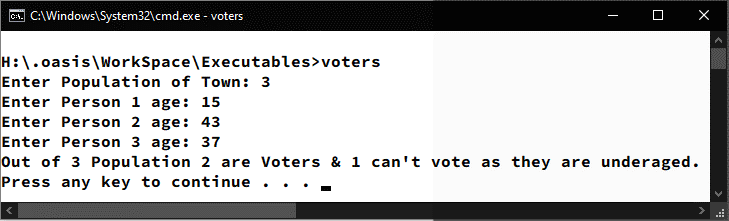 C:\Windows\System32\cmd.exe - voters
H:\.oasis\WorkSpace\Executables>voters
Enter Population of Town: 3
Enter Person 1 age: 15
Enter Person 2 age: 43
Enter Person 3 age: 37
Out of 3 Population 2 are Voters & 1 can't vote as they are underaged.
Press any key to continue . . .